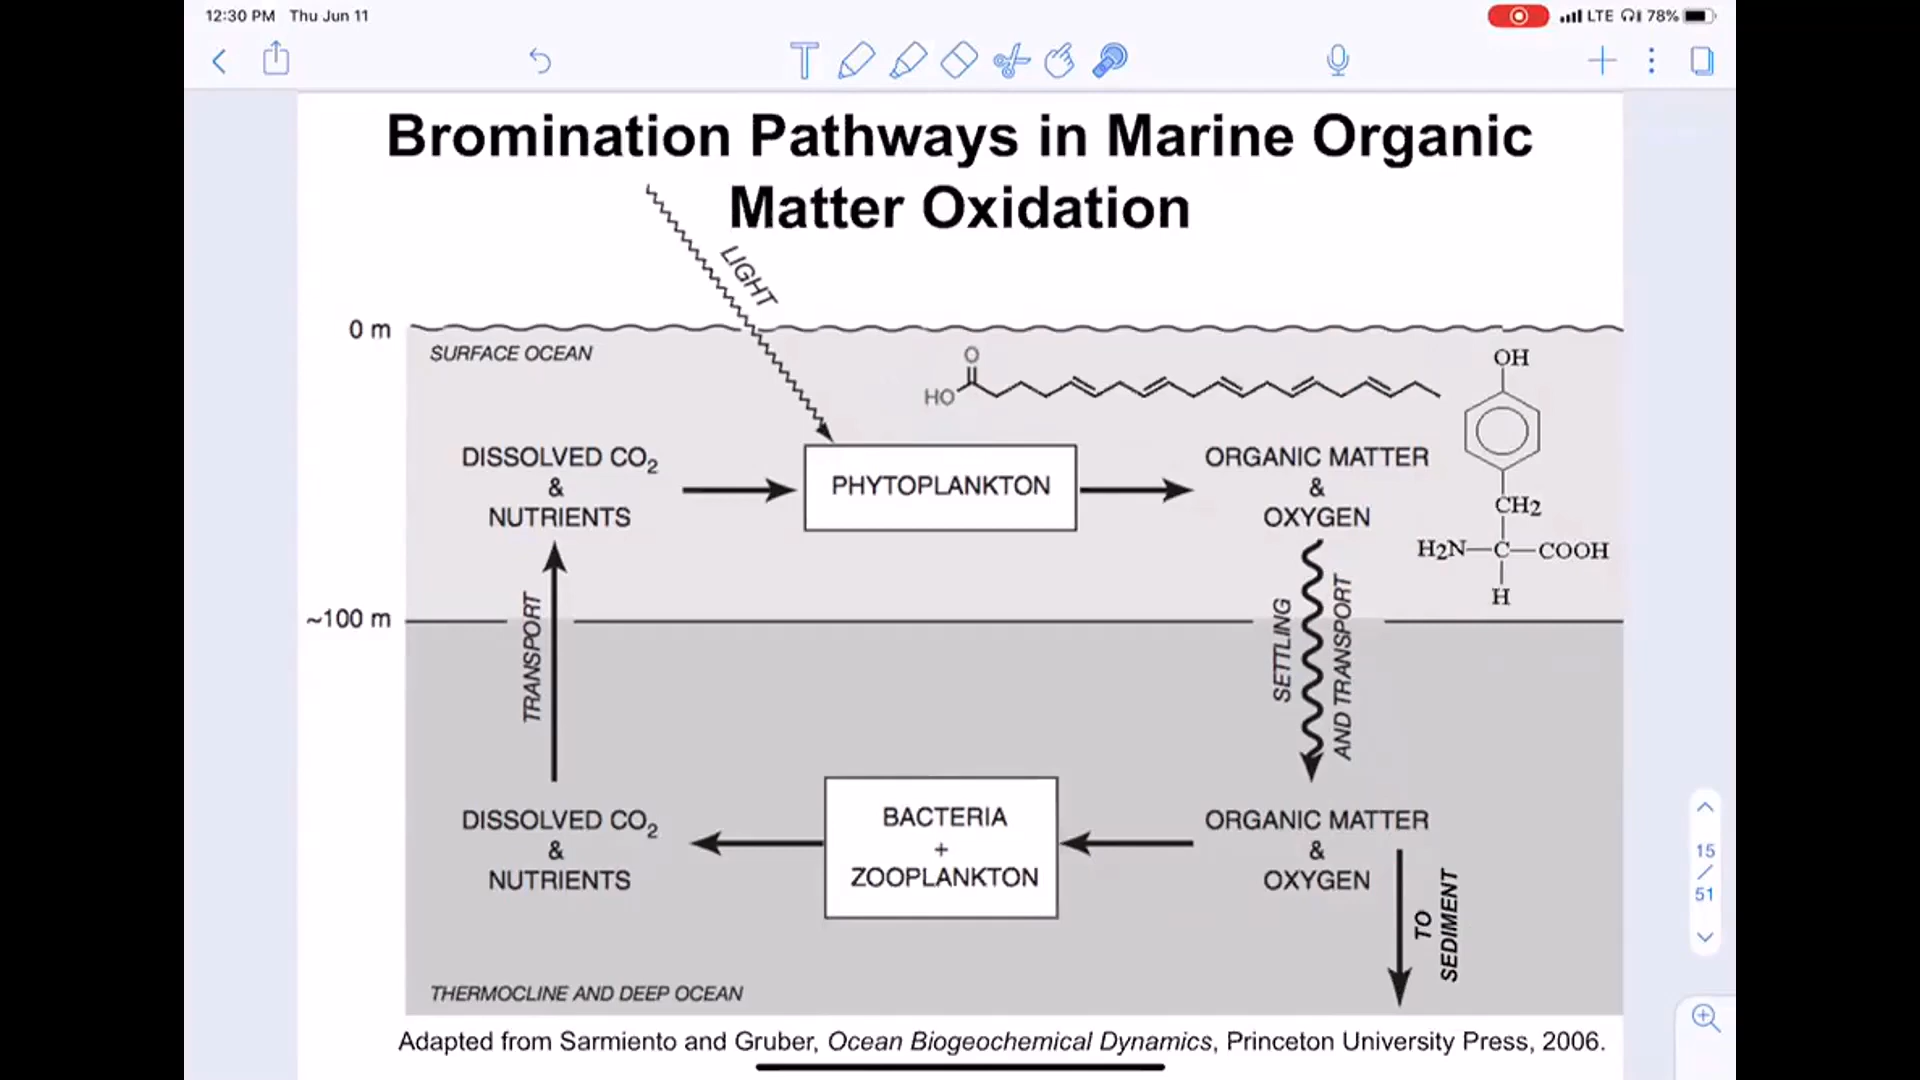 12:30 PM Thu Jun 11
LTE 78%
T
Bromination Pathways in Marine Organic
Matter Oxidation
LIGHT
0 m
SURFACE OCEAN
O
HO
OH
DISSOLVED CO2
&
NUTRIENTS
PHYTOPLANKTON
ORGANIC MATTER
&
OXYGEN
CH2
H2N—C—COOH
H
~100 m
TRANSPORT
SETTLING
AND TRANSPORT
DISSOLVED CO2
&
NUTRIENTS
BACTERIA
+
ZOOPLANKTON
ORGANIC MATTER
&
OXYGEN
TO
SEDIMENT
THERMOCLINE AND DEEP OCEAN
Adapted from Sarmiento and Gruber, Ocean Biogeochemical Dynamics, Princeton University Press, 2006.
15
/
51